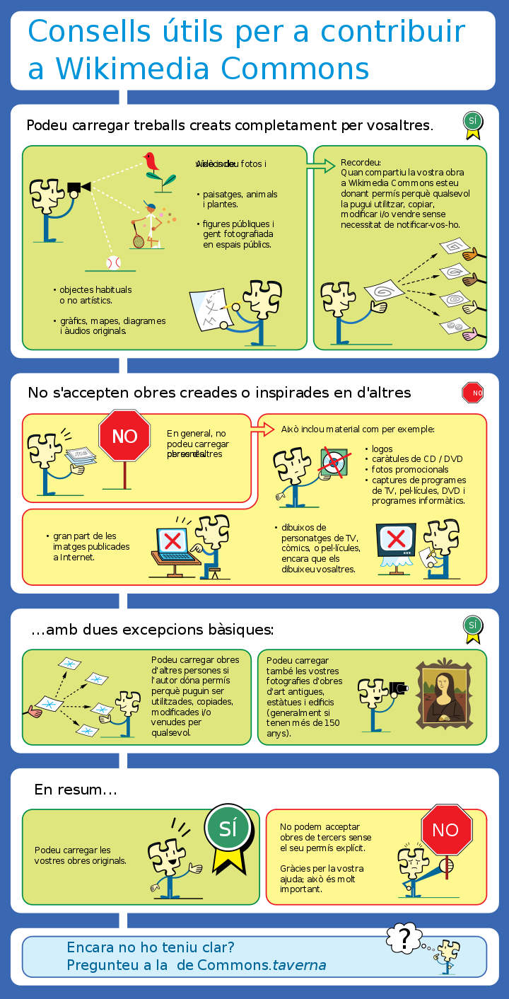 Consells útils per a contribuir
a Wikimedia Commons
Podeu carregar treballs creats completament per vosaltres.
SÍ
Això inclou fotos i
vídeos de:
• paisatges, animals
i plantes.
• figures públiques i
gent fotografiada
en espais públics.
• objectes habituals
o no artístics.
• gràfics, mapes, diagrames
i àudios originals.
Recordeu:
Quan compartiu la vostra obra
a Wikimedia Commons esteu
donant permís perquè qualsevol
la pugui utilitzar, copiar,
modificar i/o vendre sense
necessitat de notificar-vos-ho.
No s'accepten obres creades o inspirades en d'altres
NO
NO
En general, no
podeu carregar
obres d'altres
persones.
Això inclou material com per exemple:
• logos
• caràtules de CD / DVD
• fotos promocionals
• captures de programes
de TV, pel·lícules, DVD i
programes informàtics.
• gran part de les
imatges publicades
a Internet.
• dibuixos de
personatges de TV,
còmics, o pel·lícules,
encara que els
dibuixeu vosaltres.
...amb dues excepcions bàsiques:
SÍ
Podeu carregar obres
d'altres persones si
l'autor dóna permís
perquè puguin ser
utilitzades, copiades,
modificades i/o
venudes per
qualsevol.
Podeu carregar
també les vostres
fotografies d'obres
d'art antigues,
estàtues i edificis
(generalment si
tenen més de 150
anys).
En resum...
Podeu carregar les
vostres obres originals.
SÍ
No podem acceptar
obres de tercers sense
el seu permís explícit.
Gràcies per la vostra
ajuda; això és molt
important.
NO
Encara no ho teniu clar?
Pregunteu a la  de Commons.taverna
?